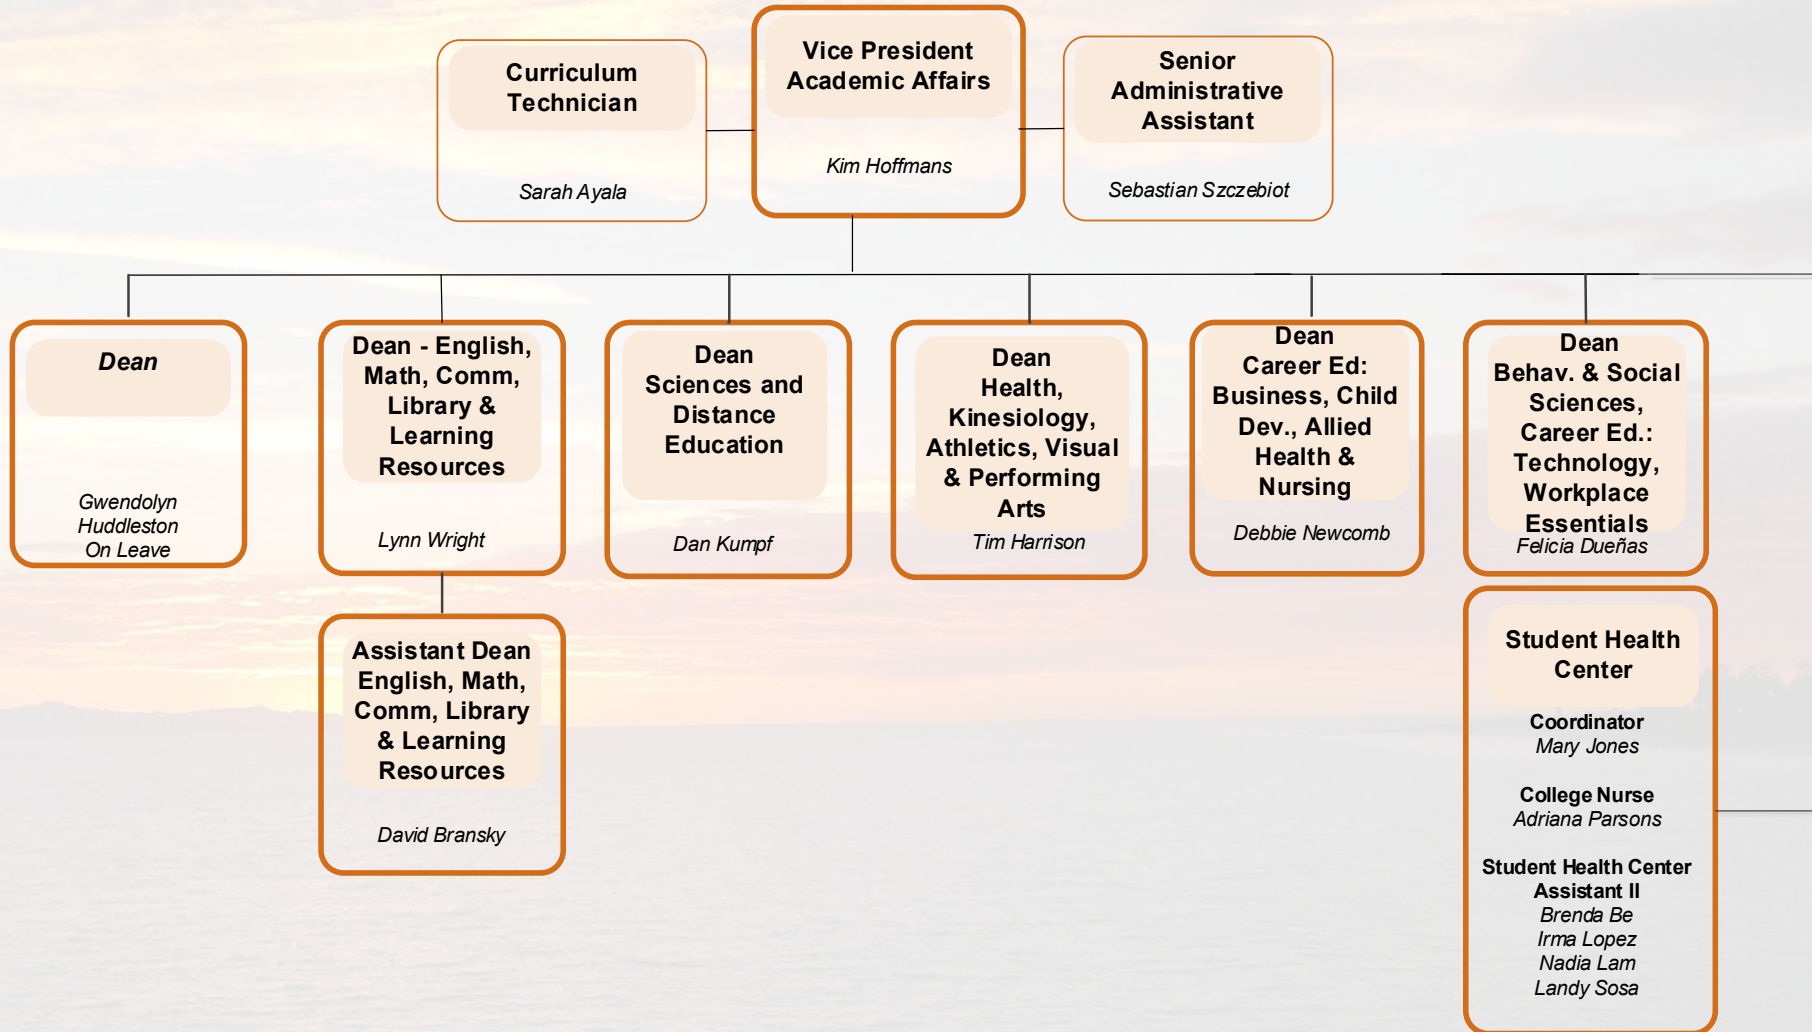 Curriculum
Technician
Sarah Ayala
Vice President
Academic Affairs
Kim Hoffmans
Senior
Administrative
Assistant
Sebastian Szczebiot
Dean
Gwendolyn
Huddleston
On Leave
Dean - English,
Math, Comm,
Library &
Learning
Resources
Lynn Wright
Dean
Sciences and
Distance
Education
Dan Kumpf
Dean
Health,
Kinesiology,
Athletics, Visual
& Performing
Arts
Tim Harrison
Dean
Career Ed:
Business, Child
Dev., Allied
Health &
Nursing
Debbie Newcomb
Dean
Behav. & Social
Sciences,
Career Ed.:
Technology,
Workplace
Essentials
Felicia Dueñas
Assistant Dean
English, Math,
Comm, Library
& Learning
Resources
David Bransky
Student Health
Center
Coordinator
Mary Jones
College Nurse
Adriana Parsons
Student Health Center
Assistant II
Brenda Be
Irma Lopez
Nadia Lam
Landy Sosa